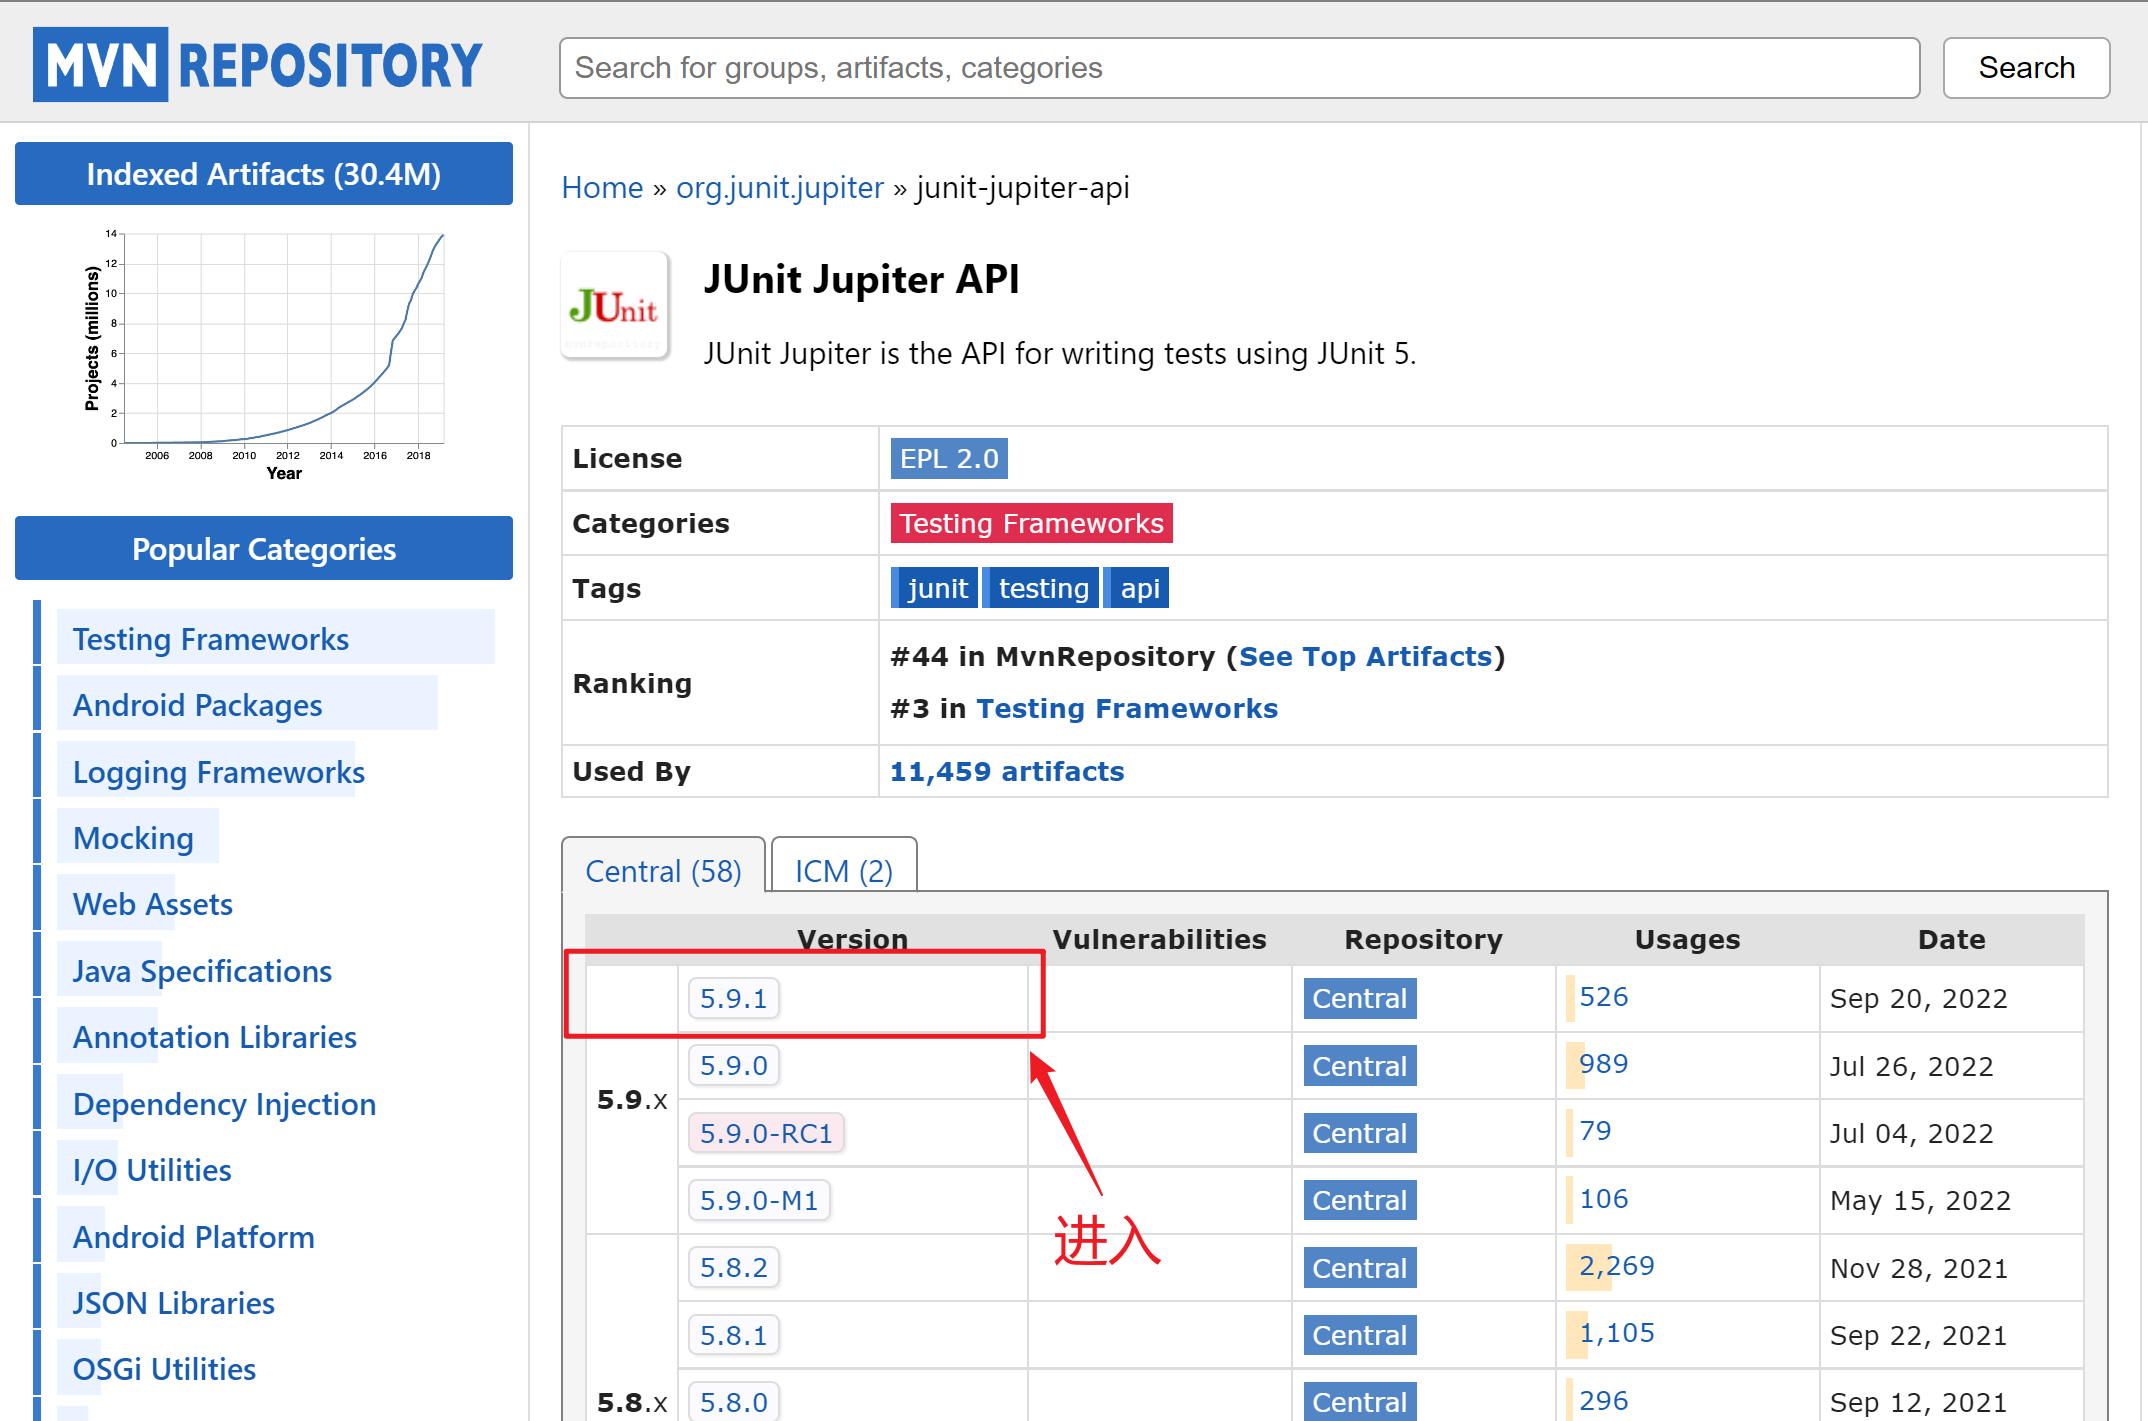 MVN REPOSITORY
Search for groups, artifacts, categories
Search
Indexed Artifacts (30.4M)
Projects (millions)
14
12
10
8
6
4
2
0
2006 2008 2010 2012 2014 2016 2018
Year
Popular Categories
Testing Frameworks
Android Packages
Logging Frameworks
Mocking
Web Assets
Java Specifications
Annotation Libraries
Dependency Injection
I/O Utilities
Android Platform
JSON Libraries
OSGi Utilities
Home » org.junit.jupiter » junit-jupiter-api
JUnit
mvnrepository
JUnit Jupiter API
JUnit Jupiter is the API for writing tests using JUnit 5.
License EPL 2.0
Categories Testing Frameworks
Tags junit testing api
Ranking #44 in MvnRepository (See Top Artifacts)
#3 in Testing Frameworks
Used By 11,459 artifacts
Central (58) ICM (2)
Version Vulnerabilities Repository Usages Date
5.9.1 Central 526 Sep 20, 2022
5.9.0 Central 989 Jul 26, 2022
5.9.x
5.9.0-RC1 Central 79 Jul 04, 2022
5.9.0-M1 Central 106 May 15, 2022
进入
5.8.2 Central 2,269 Nov 28, 2021
5.8.1 Central 1,105 Sep 22, 2021
5.8.x 5.8.0 Central 296 Sep 12, 2021